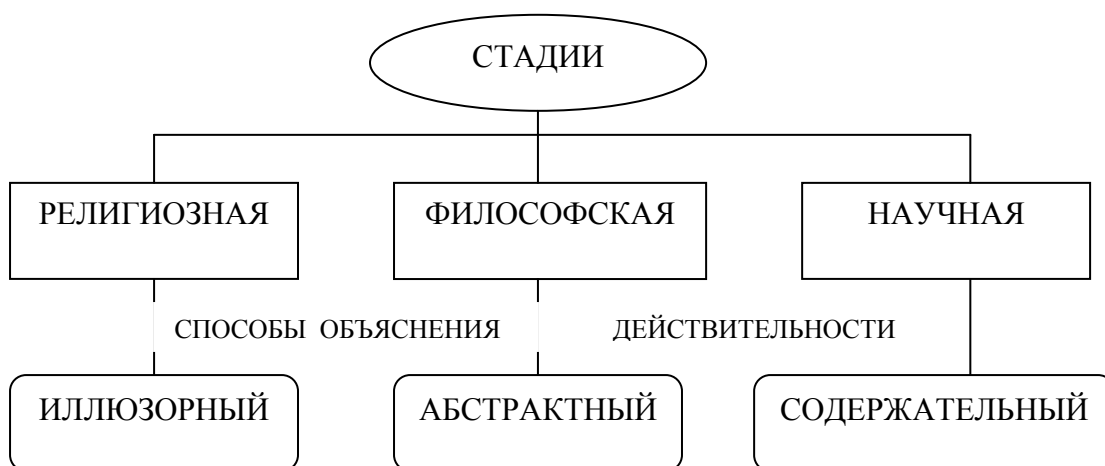 СТАДИИ
РЕЛИГИОЗНАЯ ФИЛОСОФСКАЯ НАУЧНАЯ
СПОСОБЫ ОБЪЯСНЕНИЯ ДЕЙСТВИТЕЛЬНОСТИ
ИЛЛЮЗОРНЫЙ АБСТРАКТНЫЙ СОДЕРЖАТЕЛЬНЫЙ